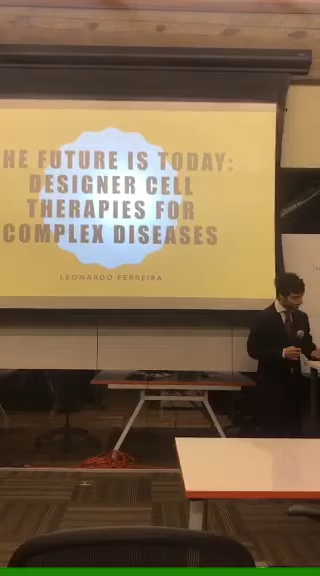 HE FUTURE IS TODAY:
DESIGNER CELL
THERAPIES FOR
COMPLEX DISEASES
LEONARDO FERREIRA